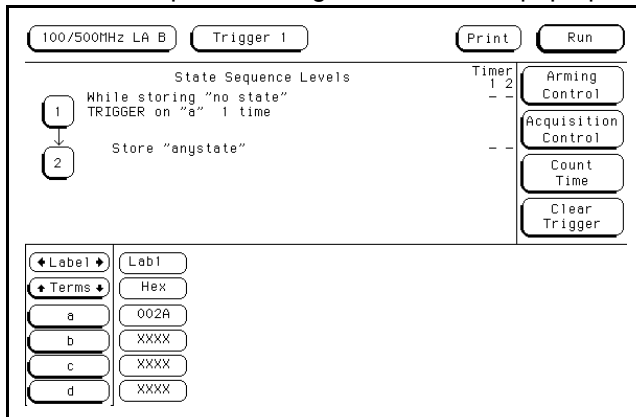 100/500MHz LA B
Trigger 1
Print
Run
State Sequence Levels
Timer
1 2
1
While storing "no state"
TRIGGER on "a" 1 time
- -
2
Store "anystate"
- -
Arming
Control
Acquisition
Control
Count
Time
Clear
Trigger
Label
Lab1
Terms
Hex
a
002A
b
XXXX
c
XXXX
d
XXXX